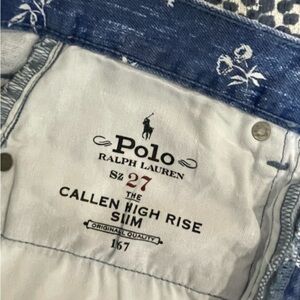 Polo
RALPH LAUREN
SZ 27
THE
CALLEN HIGH RISE
SLIM
ORIGINAL QUALITY
167